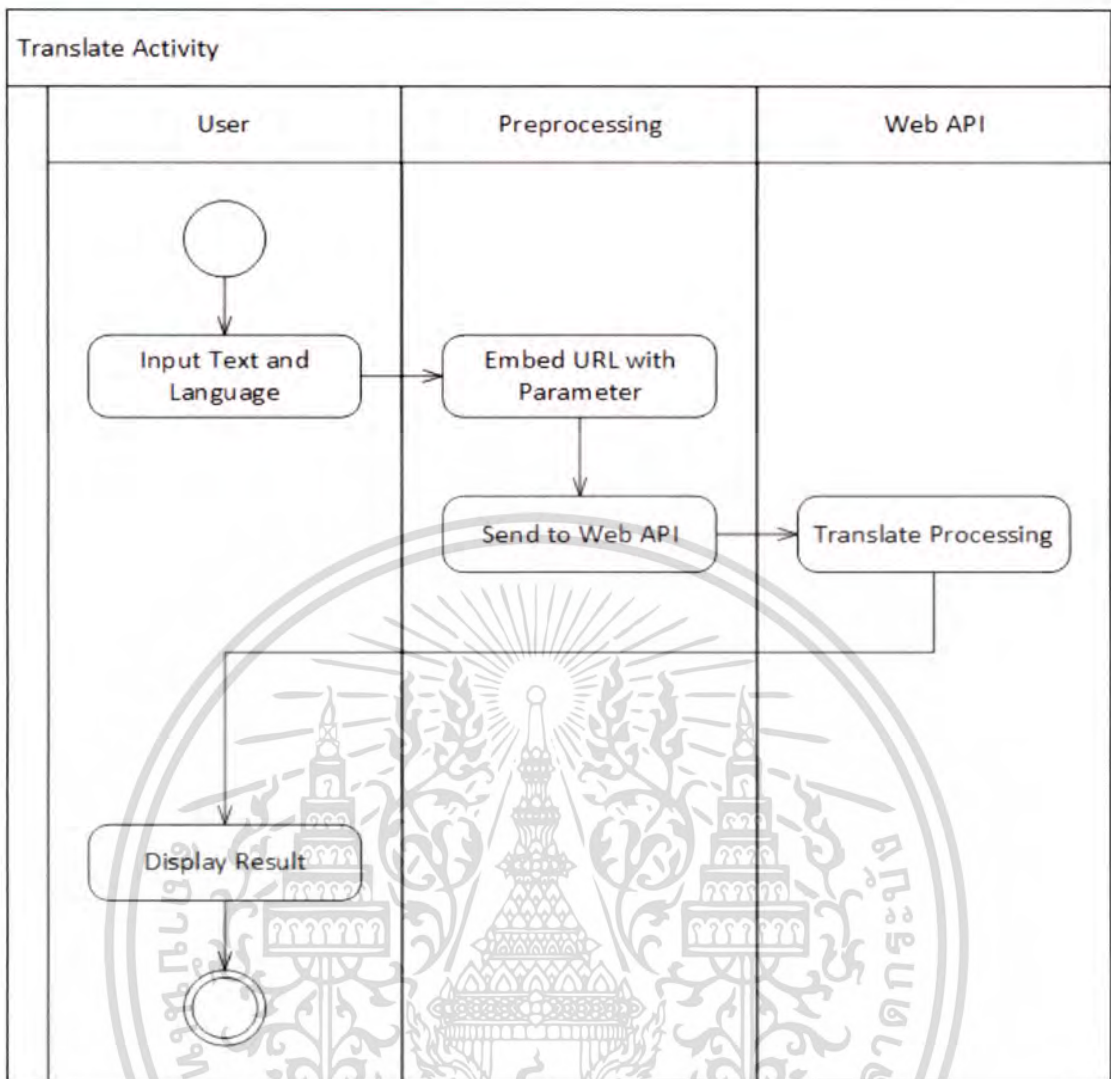 Translate Activity
User
Preprocessing
Web API
Input Text and
Language
Embed URL with
Parameter
Send to Web API
Translate Processing
Display Result